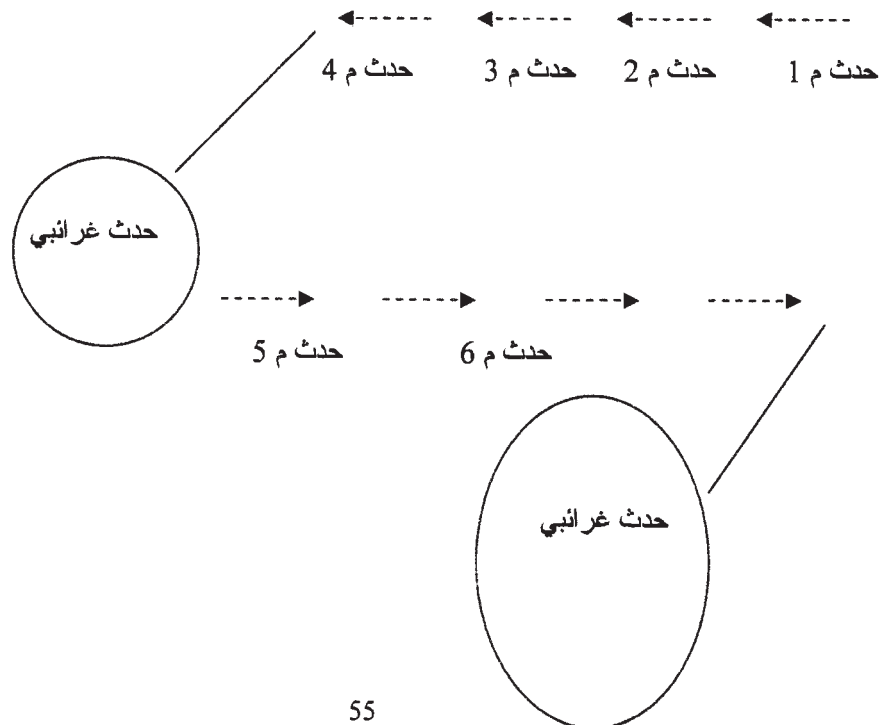 حدث م 1 حدث م 2 حدث م 3 حدث م 4
حدث غرائبي
حدث م 5 حدث م 6
حدث غرائبي
55